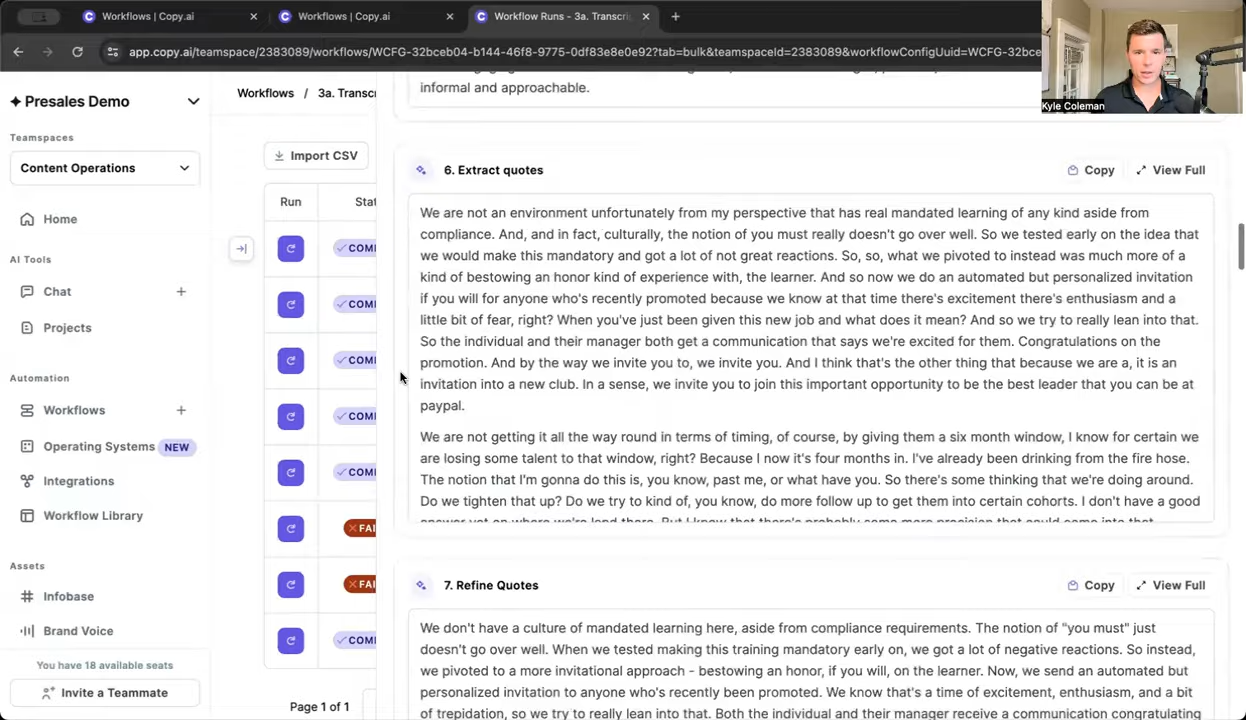 Workflows | Copy.ai
Workflows | Copy.ai
Workflow Runs - 3a. Transcri
app.copy.ai/teamspace/2383089/workflows/WCFG-32bceb04-b144-46f8-9775-0df83e8e0e92?tab=bulk&teamspaceId=2383089&workflowConfigUuid=WCFG-32bce
Kyle Coleman
Presales Demo
Teamspaces
Content Operations
Home
AI Tools
Chat
Projects
Automation
Workflows
Operating Systems NEW
Integrations
Workflow Library
Assets
Infobase
Brand Voice
You have 18 available seats
Invite a Teammate
Workflows / 3a. Transcr
Import CSV
Run Stat
COMI
COMI
COMI
COMI
COMI
FAI
FAI
COMI
Page 1 of 1
informal and approachable.
6. Extract quotes
Copy
View Full
We are not an environment unfortunately from my perspective that has real mandated learning of any kind aside from
compliance. And, and in fact, culturally, the notion of you must really doesn't go over well. So we tested early on the idea that
we would make this mandatory and got a lot of not great reactions. So, so, what we pivoted to instead was much more of a
kind of bestowing an honor kind of experience with, the learner. And so now we do an automated but personalized invitation
if you will for anyone who's recently promoted because we know at that time there's excitement there's enthusiasm and a
little bit of fear, right? When you've just been given this new job and what does it mean? And so we try to really lean into that.
So the individual and their manager both get a communication that says we're excited for them. Congratulations on the
promotion. And by the way we invite you to, we invite you. And I think that's the other thing that because we are a, it is an
invitation into a new club. In a sense, we invite you to join this important opportunity to be the best leader that you can be at
paypal.
We are not getting it all the way round in terms of timing, of course, by giving them a six month window, I know for certain we
are losing some talent to that window, right? Because I now it's four months in. I've already been drinking from the fire hose.
The notion that I'm gonna do this is, you know, past me, or what have you. So there's some thinking that we're doing around.
Do we tighten that up? Do we try to kind of, you know, do more follow up to get them into certain cohorts. I don't have a good
7. Refine Quotes
Copy
View Full
We don't have a culture of mandated learning here, aside from compliance requirements. The notion of "you must" just
doesn't go over well. When we tested making this training mandatory early on, we got a lot of negative reactions. So instead,
we pivoted to a more invitational approach - bestowing an honor, if you will, on the learner. Now, we send an automated but
personalized invitation to anyone who's recently been promoted. We know that's a time of excitement, enthusiasm, and a bit
of trepidation, so we try to really lean into that. Both the individual and their manager receive a communication congratulating